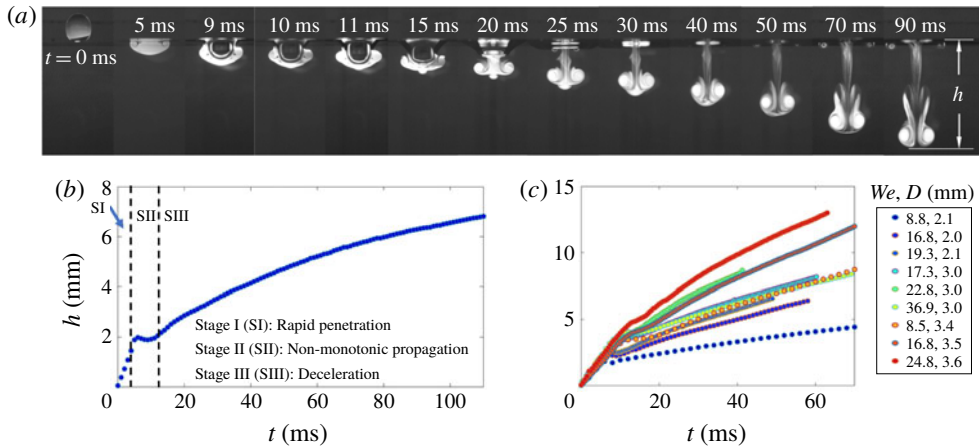 (a)
5 ms 9 ms 10 ms 11 ms 15 ms 20 ms 25 ms 30 ms 40 ms 50 ms 70 ms 90 ms
t = 0 ms
h
(b)
8
SI
SII SIII
6
h (mm)
4
2
Stage I (SI): Rapid penetration
Stage II (SII): Non-monotonic propagation
Stage III (SIII): Deceleration
0 20 40 60 80 100
t (ms)
(c)
15
10
5
0 20 40 60
t (ms)
We, D (mm)
8.8, 2.1
16.8, 2.0
19.3, 2.1
17.3, 3.0
22.8, 3.0
36.9, 3.0
8.5, 3.4
16.8, 3.5
24.8, 3.6